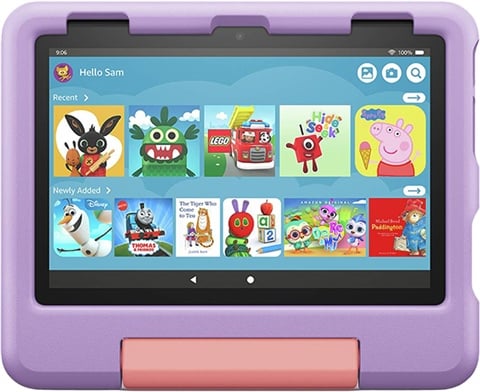 9:06
100%
Hello Sam
Recent
LEGO
Hide &
Seek
Peppa Pig
Newly Added
Disney
THOMAS
& FRIENDS
The Tiger Who
Came to Tea
a
2
AMAZON ORIGINAL
Paddington